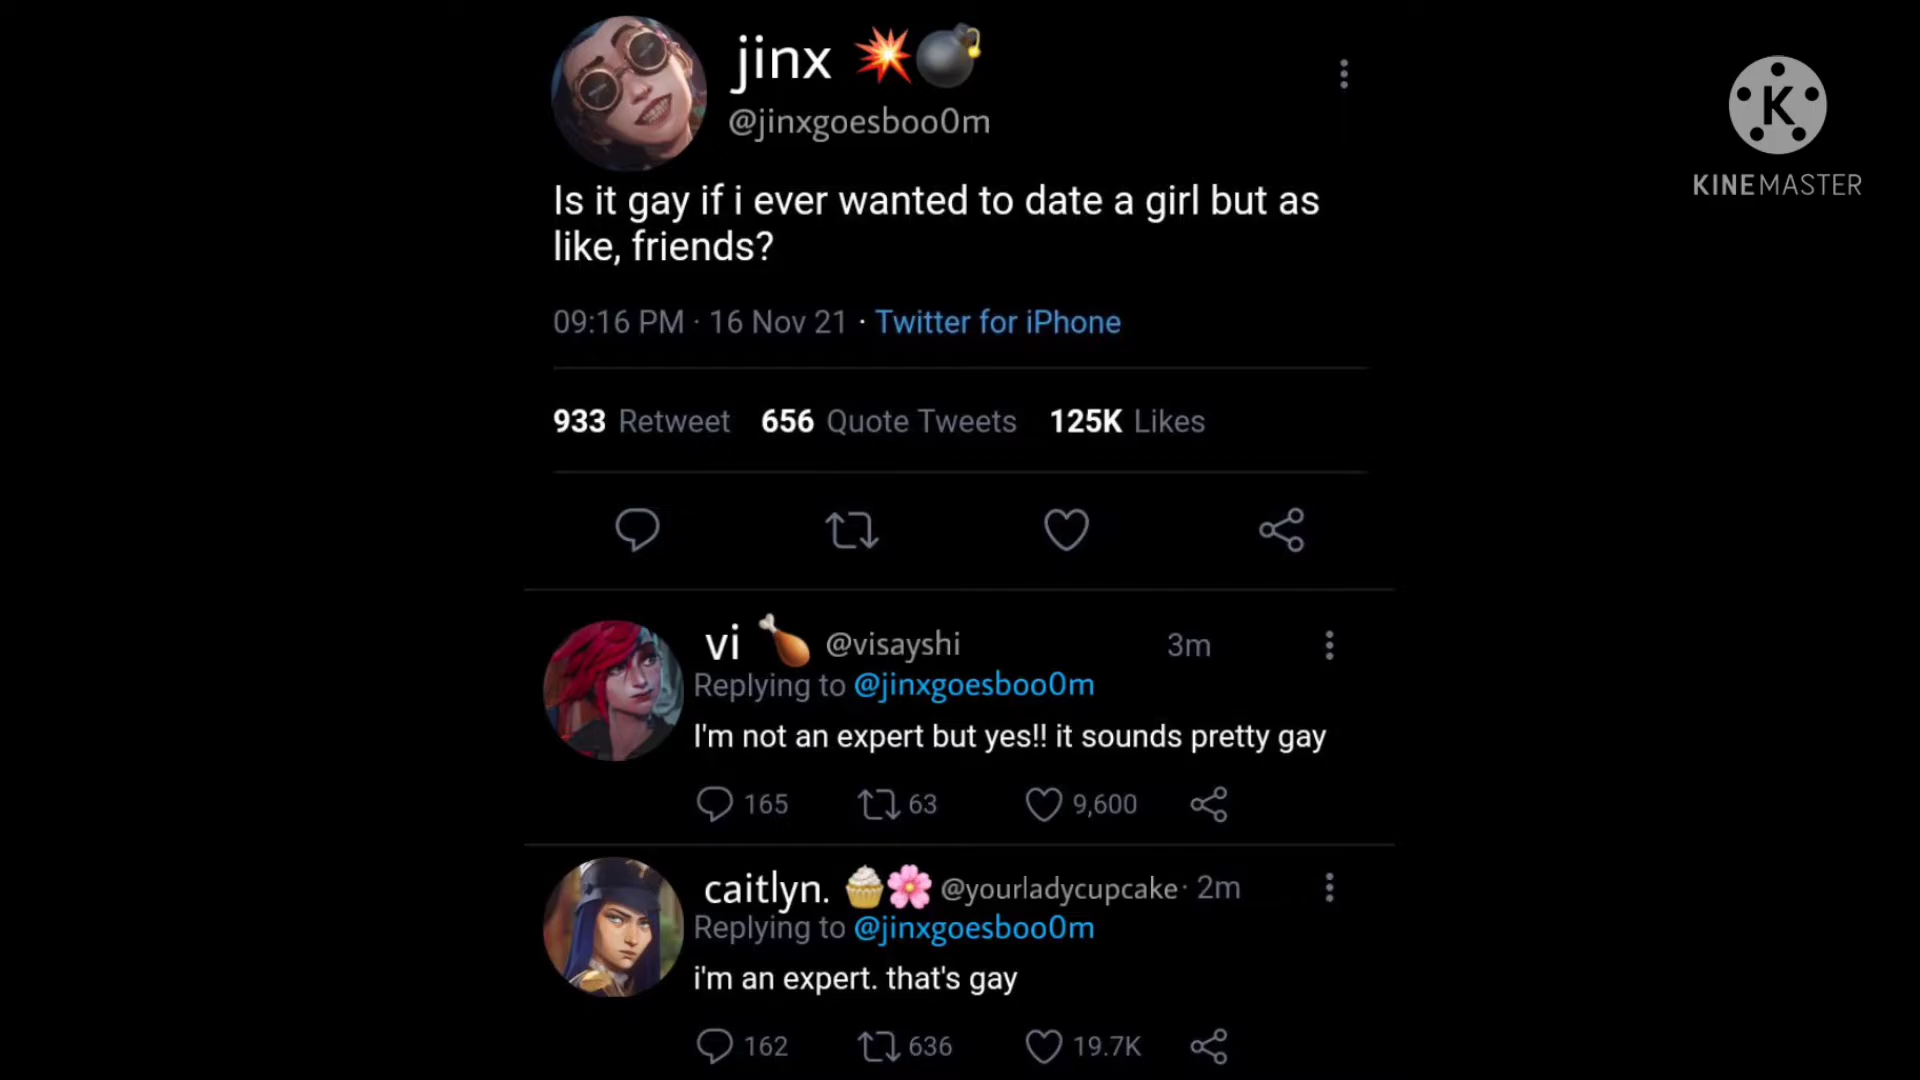 jinx 💥💣
@jinxgoesboo0m
K
KINEMASTER
Is it gay if i ever wanted to date a girl but as
like, friends?
09:16 PM · 16 Nov 21 · Twitter for iPhone
933 Retweet 656 Quote Tweets 125K Likes
vi 🍗 @visayshi 3m
Replying to @jinxgoesboo0m
I'm not an expert but yes!! it sounds pretty gay
165 63 9,600
caitlyn. 🧁🌸 @yourladycupcake · 2m
Replying to @jinxgoesboo0m
i'm an expert. that's gay
162 636 19.7K